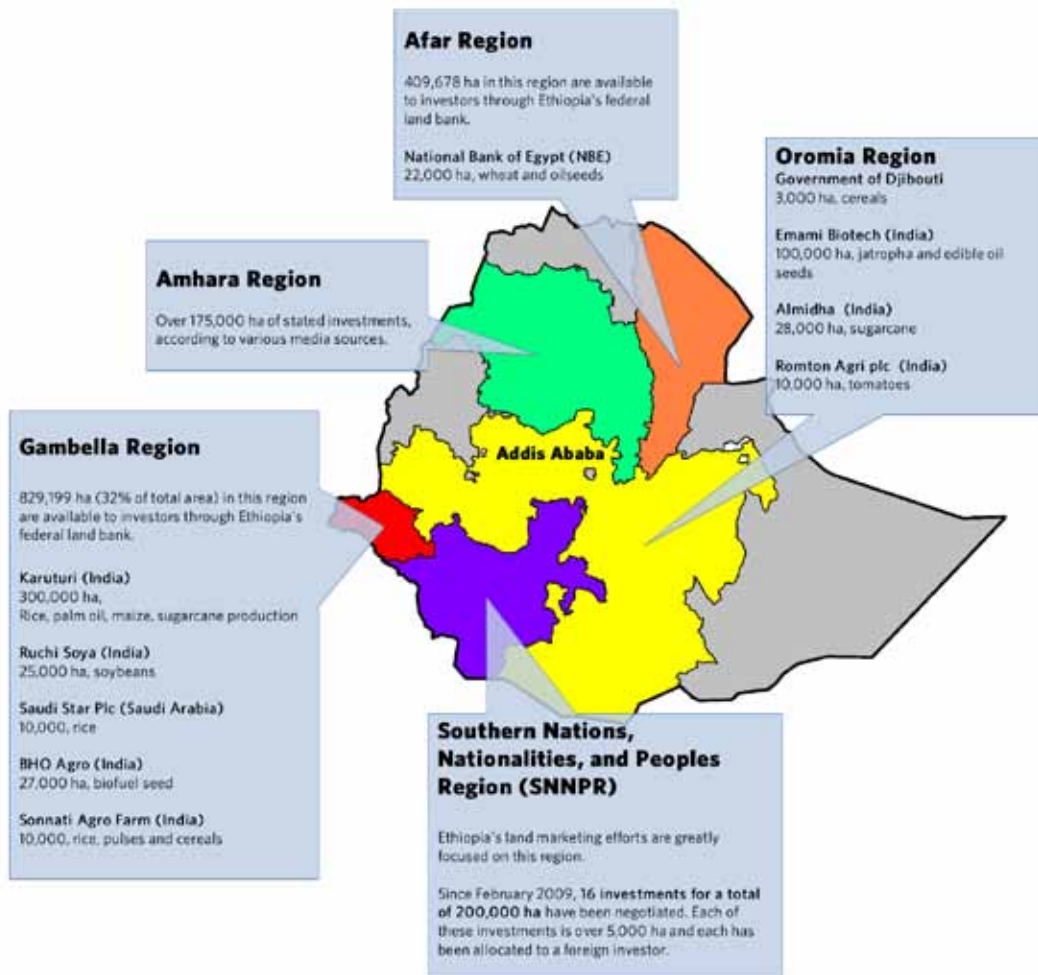 Afar Region
409,678 ha in this region are available
to investors through Ethiopia's federal
land bank.
National Bank of Egypt (NBE)
22,000 ha, wheat and oilseeds
Oromia Region
Government of Djibouti
3,000 ha, cereals
Emami Biotech (India)
100,000 ha, jatropha and edible oil
seeds
Almidha (India)
28,000 ha, sugarcane
Romton Agri plc (India)
10,000 ha, tomatoes
Amhara Region
Over 175,000 ha of stated investments,
according to various media sources.
Addis Ababa
Gambella Region
829,199 ha (32% of total area) in this region
are available to investors through Ethiopia's
federal land bank.
Karuturi (India)
300,000 ha,
Rice, palm oil, maize, sugarcane production
Ruchi Soya (India)
25,000 ha, soybeans
Saudi Star Plc (Saudi Arabia)
10,000, rice
BHO Agro (India)
27,000 ha, biofuel seed
Sonnati Agro Farm (India)
10,000, rice, pulses and cereals
Southern Nations,
Nationalities, and Peoples
Region (SNNPR)
Ethiopia's land marketing efforts are greatly
focused on this region.
Since February 2009, 16 investments for a total
of 200,000 ha have been negotiated. Each of
these investments is over 5,000 ha and each has
been allocated to a foreign investor.